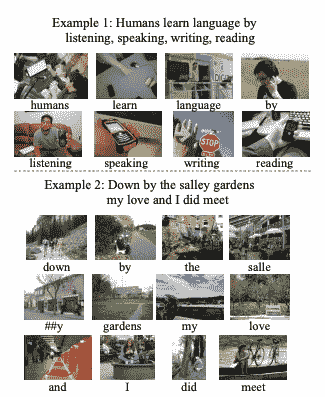 Example 1: Humans learn language by
listening, speaking, writing, reading
humans learn language by
STOP
listening speaking writing reading
Example 2: Down by the salley gardens
my love and I did meet
down by the salle
##y gardens my love
and I did meet